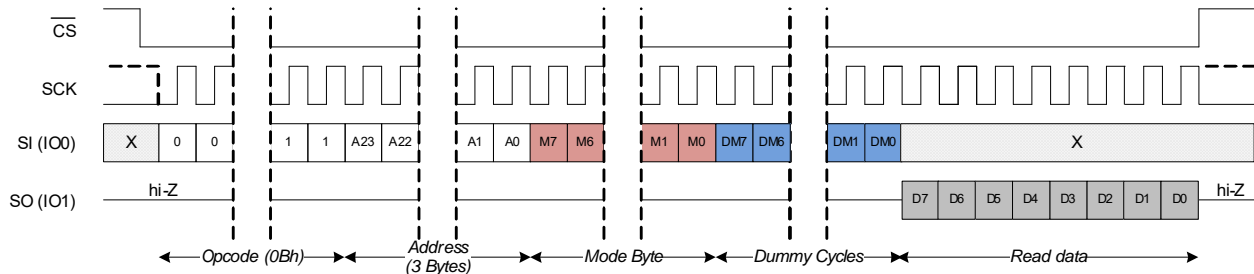 CS
SCK
SI (IO0) X 0 0 1 1 A23 A22 A1 A0 M7 M6 M1 M0 DM7 DM6 DM1 DM0 X
hi-Z hi-Z
SO (IO1) D7 D6 D5 D4 D3 D2 D1 D0
Opcode (0Bh) Address Mode Byte Dummy Cycles Read data
(3 Bytes)